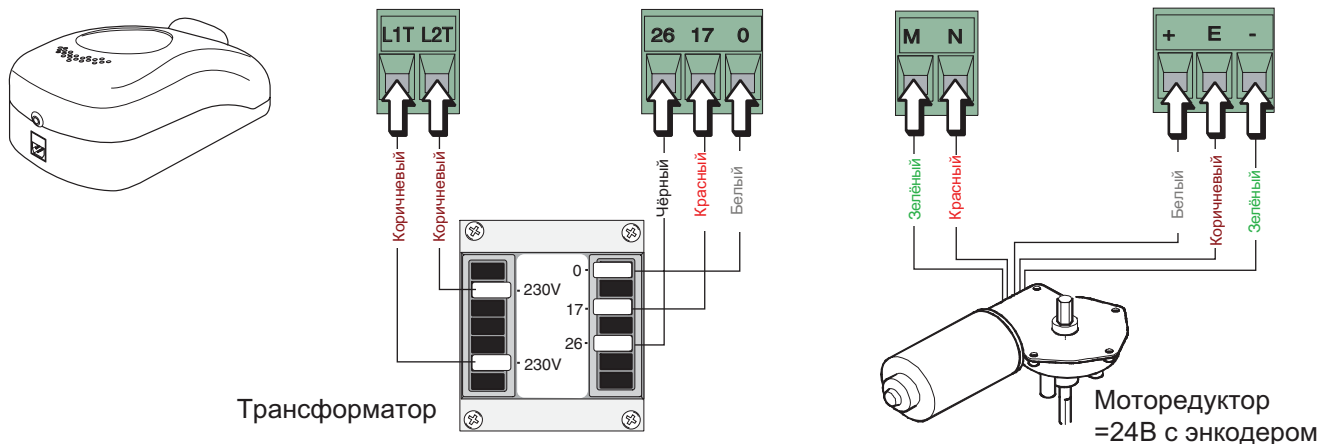 L1T L2T
26 17 0
M N
+ E -
Коричневый
Коричневый
Чёрный
Красный
Белый
Зелёный
Красный
Белый
Коричневый
Зелёный
0
230V
17
26
230V
Трансформатор
Моторедуктор
=24В с энкодером